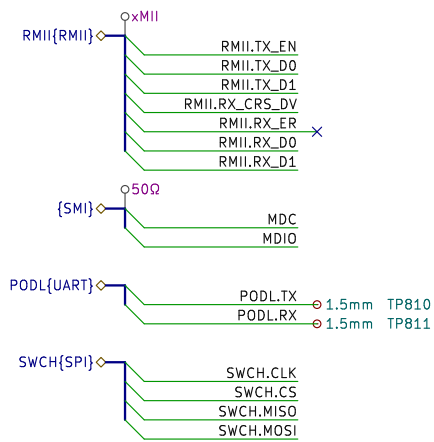 xMII
RMII{RMII}
RMII.TX_EN
RMII.TX_D0
RMII.TX_D1
RMII.RX_CRS_DV
RMII.RX_ER
RMII.RX_D0
RMII.RX_D1
50Ω
{SMI}
MDC
MDIO
PODL{UART}
PODL.TX 1.5mm TP810
PODL.RX 1.5mm TP811
SWCH{SPI}
SWCH.CLK
SWCH.CS
SWCH.MISO
SWCH.MOSI